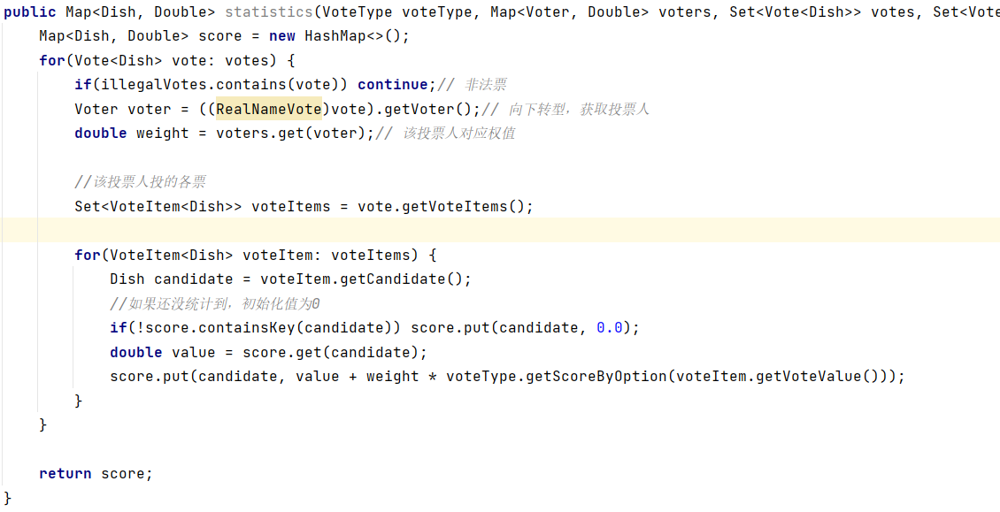 public Map<Dish, Double> statistics(VoteType voteType, Map<Voter, Double> voters, Set<Vote<Dish>> votes, Set<Vote
Map<Dish, Double> score = new HashMap<>();
for(Vote<Dish> vote: votes) {
if(illegalVotes.contains(vote)) continue;// 非法票
Voter voter = ((RealNameVote)vote).getVoter();// 向下转型，获取投票人
double weight = voters.get(voter);// 该投票人对应权值
//该投票人投的各票
Set<VoteItem<Dish>> voteItems = vote.getVoteItems();
for(VoteItem<Dish> voteItem: voteItems) {
Dish candidate = voteItem.getCandidate();
//如果还没统计到，初始化值为0
if(!score.containsKey(candidate)) score.put(candidate, 0.0);
double value = score.get(candidate);
score.put(candidate, value + weight * voteType.getScoreByOption(voteItem.getVoteValue()));
}
}
return score;
}